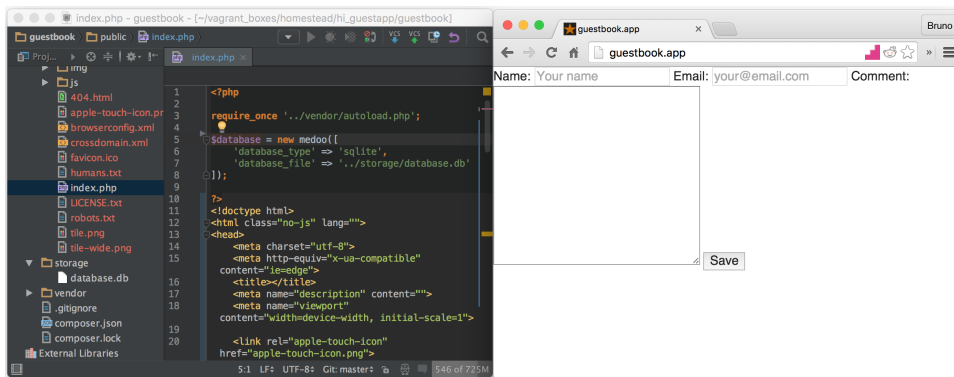 index.php - guestbook - [~/vagrant_boxes/homestead/hi_guestapp/guestbook]
guestbook public index.php
Proj...
index.php
img
js
404.html
apple-touch-icon.pr
browserconfig.xml
crossdomain.xml
favicon.ico
humans.txt
index.php
LICENSE.txt
robots.txt
tile.png
tile-wide.png
storage
database.db
vendor
.gitignore
composer.json
composer.lock
External Libraries
VCS VCS
1 <?php
2
3 require_once '../vendor/autoload.php';
4
5 $database = new medoo([
6 'database_type' => 'sqlite',
7 'database_file' => '../storage/database.db'
8 ]);
9
10 ?>
11 <!doctype html>
12 <html class="no-js" lang="">
13 <head>
14 <meta charset="utf-8">
15 <meta http-equiv="x-ua-compatible"
content="ie=edge">
16 <title></title>
17 <meta name="description" content="">
18 <meta name="viewport"
content="width=device-width, initial-scale=1">
19
20 <link rel="apple-touch-icon"
href="apple-touch-icon.png">
5:1 LF UTF-8 Git: master 546 of 725M
guestbook.app
Bruno
guestbook.app
Name: Your name Email: your@email.com Comment:
Save